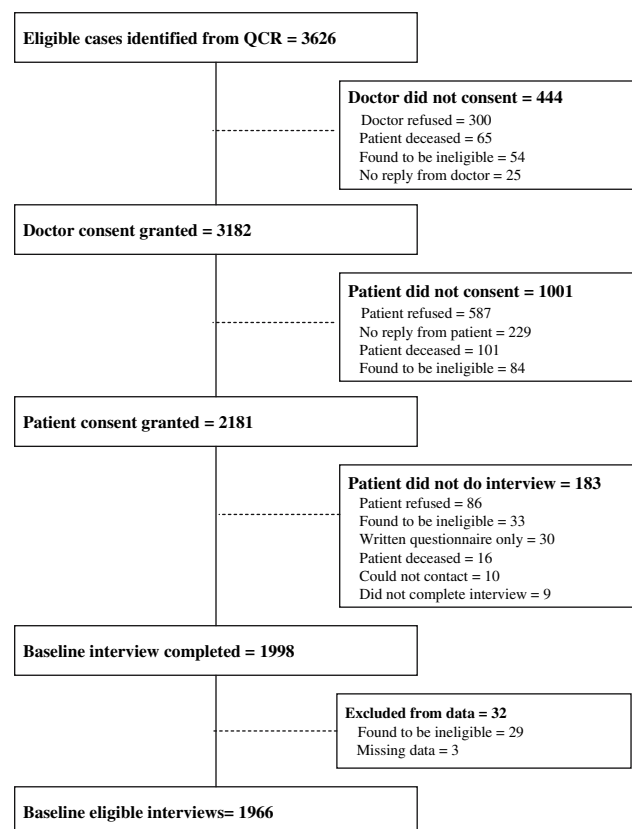 Eligible cases identified from QCR = 3626
Doctor did not consent = 444
Doctor refused = 300
Patient deceased = 65
Found to be ineligible = 54
No reply from doctor = 25
Doctor consent granted = 3182
Patient did not consent = 1001
Patient refused = 587
No reply from patient = 229
Patient deceased = 101
Found to be ineligible = 84
Patient consent granted = 2181
Patient did not do interview = 183
Patient refused = 86
Found to be ineligible = 33
Written questionnaire only = 30
Patient deceased = 16
Could not contact = 10
Did not complete interview = 9
Baseline interview completed = 1998
Excluded from data = 32
Found to be ineligible = 29
Missing data = 3
Baseline eligible interviews= 1966